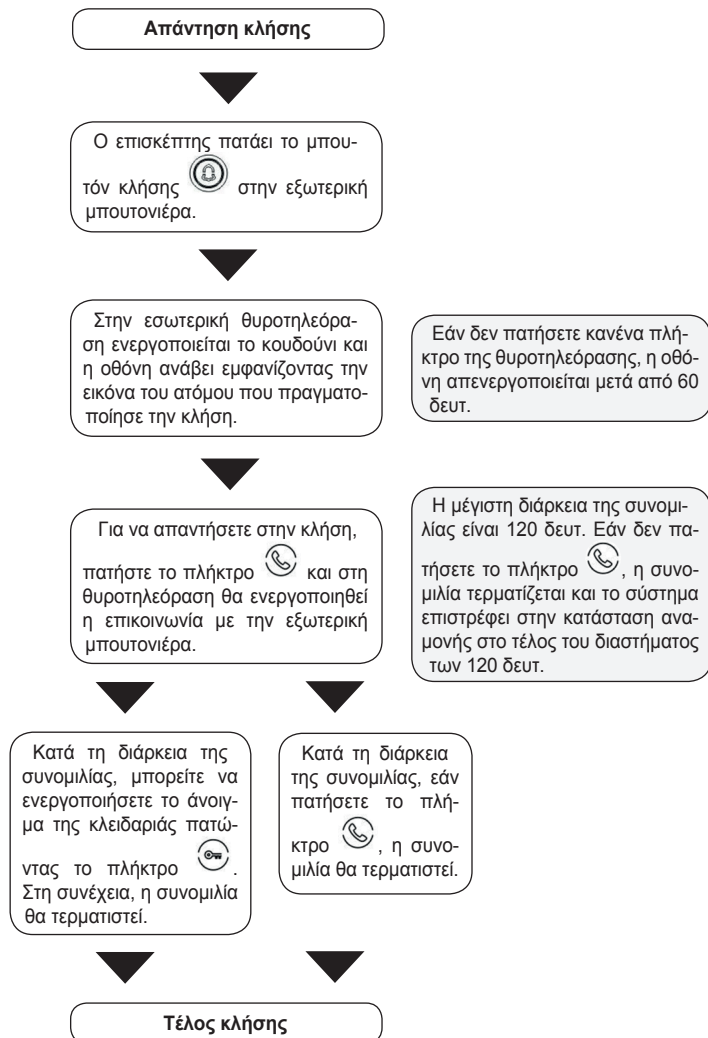 Απάντηση κλήσης
Ο επισκέπτης πατάει το μπου-
τόν κλήσης στην εξωτερική
μπουτονιέρα.
Στην εσωτερική θυροτηλεόρα-
ση ενεργοποιείται το κουδούνι και
η οθόνη ανάβει εμφανίζοντας την
εικόνα του ατόμου που πραγματο-
ποίησε την κλήση.
Εάν δεν πατήσετε κανένα πλή-
κτρο της θυροτηλεόρασης, η οθό-
νη απενεργοποιείται μετά από 60
δευτ.
Για να απαντήσετε στην κλήση,
πατήστε το πλήκτρο και στη
θυροτηλεόραση θα ενεργοποιηθεί
η επικοινωνία με την εξωτερική
μπουτονιέρα.
Η μέγιστη διάρκεια της συνομι-
λίας είναι 120 δευτ. Εάν δεν πα-
τήσετε το πλήκτρο , η συνο-
μιλία τερματίζεται και το σύστημα
επιστρέφει στην κατάσταση ανα-
μονής στο τέλος του διαστήματος
των 120 δευτ.
Κατά τη διάρκεια της
συνομιλίας, μπορείτε να
ενεργοποιήσετε το άνοιγ-
μα της κλειδαριάς πατώ-
ντας το πλήκτρο .
Στη συνέχεια, η συνομιλία
θα τερματιστεί.
Κατά τη διάρκεια
της συνομιλίας, εάν
πατήσετε το πλή-
κτρο , η συνο-
μιλία θα τερματιστεί.
Τέλος κλήσης